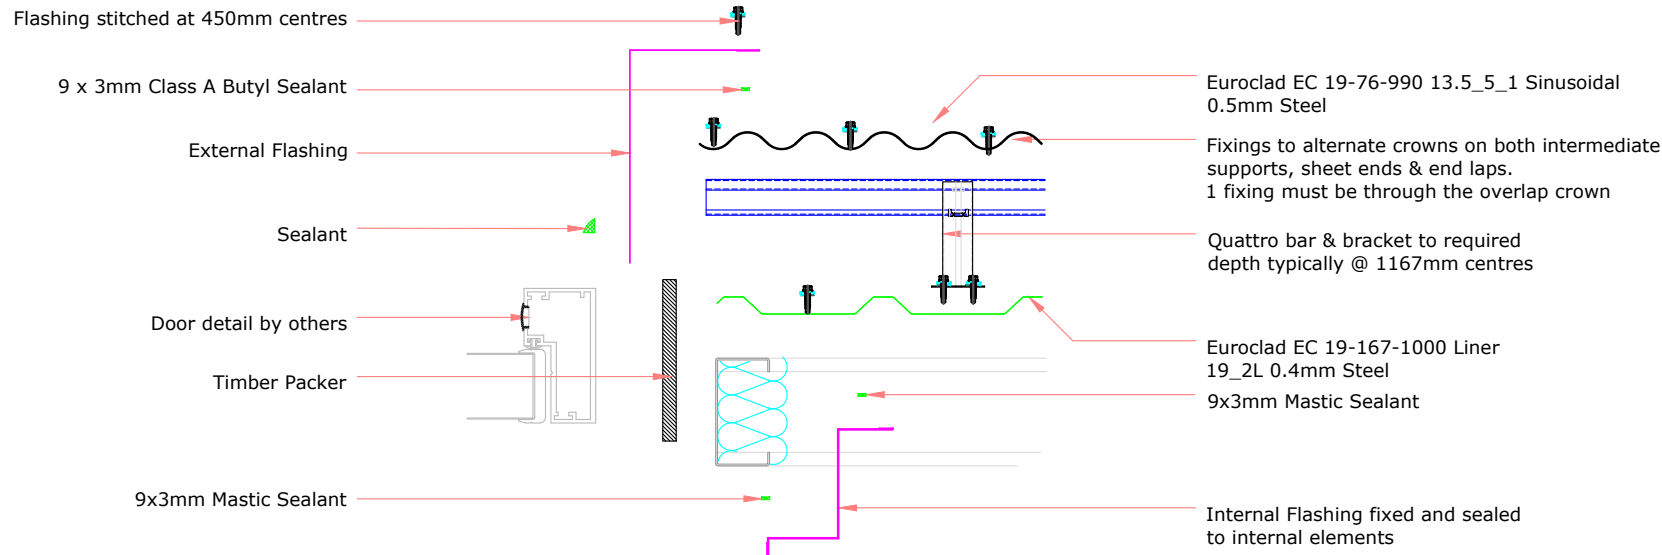 Flashing stitched at 450mm centres
9 x 3mm Class A Butyl Sealant
External Flashing
Sealant
Door detail by others
Timber Packer
9x3mm Mastic Sealant
Euroclad EC 19-76-990 13.5_5_1 Sinusoidal
0.5mm Steel
Fixings to alternate crowns on both intermediate
supports, sheet ends & end laps.
1 fixing must be through the overlap crown
Quattro bar & bracket to required
depth typically @ 1167mm centres
Euroclad EC 19-167-1000 Liner
19_2L 0.4mm Steel
9x3mm Mastic Sealant
Internal Flashing fixed and sealed
to internal elements